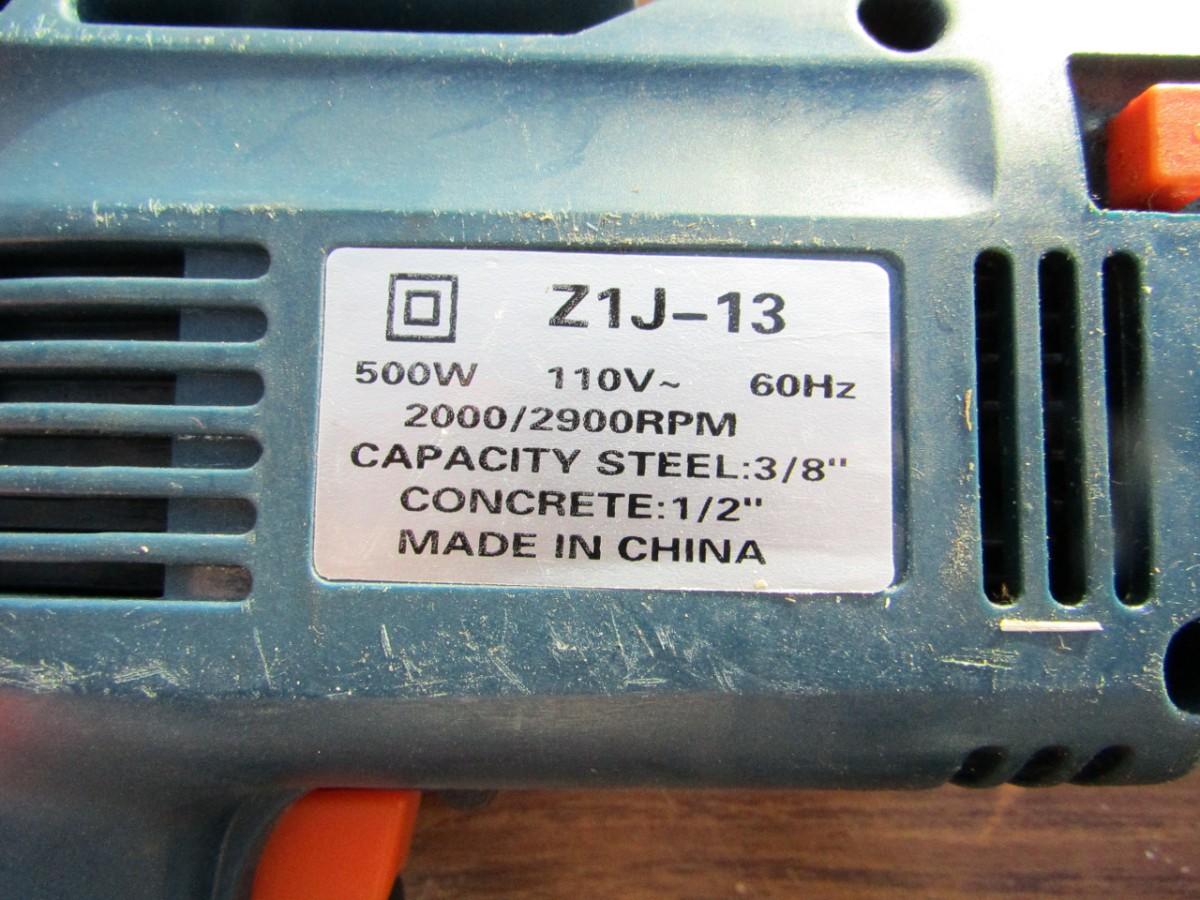 Z1J-13
500W 110V~ 60Hz
2000/2900RPM
CAPACITY STEEL:3/8"
CONCRETE:1/2"
MADE IN CHINA